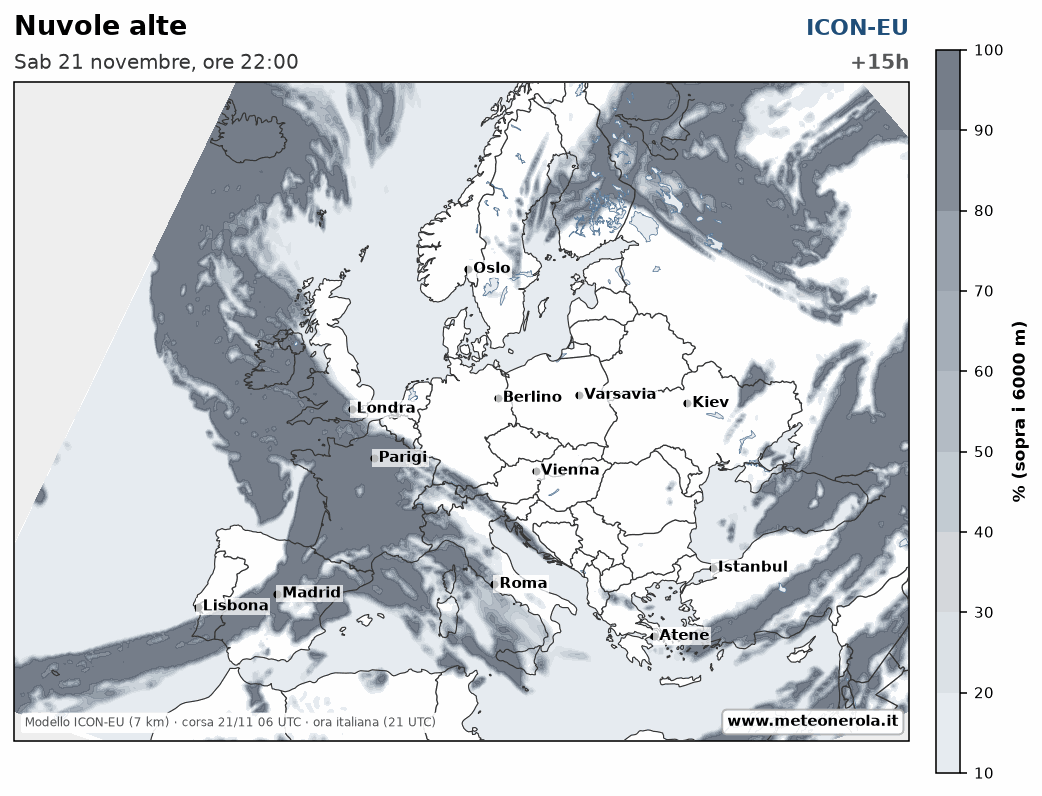 Nuvole alte
ICON-EU
Sab 21 novembre, ore 22:00
+15h
100
90
80
70
60
50
40
30
20
10
% (sopra i 6000 m)
Oslo
Londra
Berlino
Varsavia
Kiev
Parigi
Vienna
Istanbul
Roma
Madrid
Lisbona
Atene
Modello ICON-EU (7 km) · corsa 21/11 06 UTC · ora italiana (21 UTC)
www.meteonerola.it